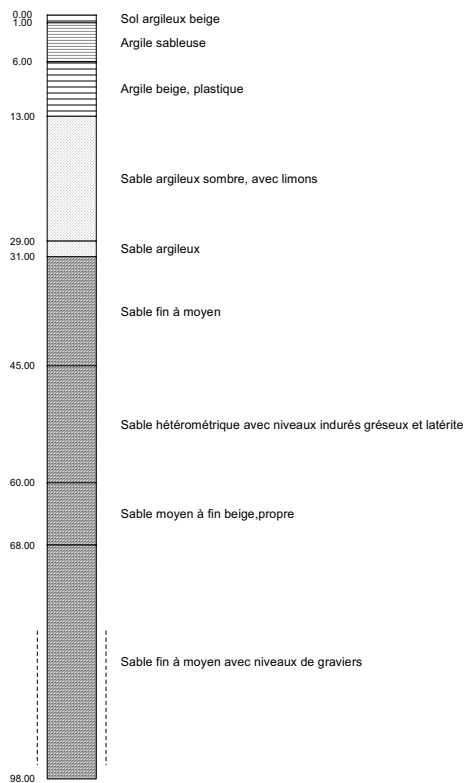 0.00
Sol argileux beige
1.00
Argile sableuse
6.00
Argile beige, plastique
13.00
Sable argileux sombre, avec limons
29.00
Sable argileux
31.00
Sable fin à moyen
45.00
Sable hétérométrique avec niveaux indurés gréseux et latérite
60.00
Sable moyen à fin beige,propre
68.00
Sable fin à moyen avec niveaux de graviers
98.00